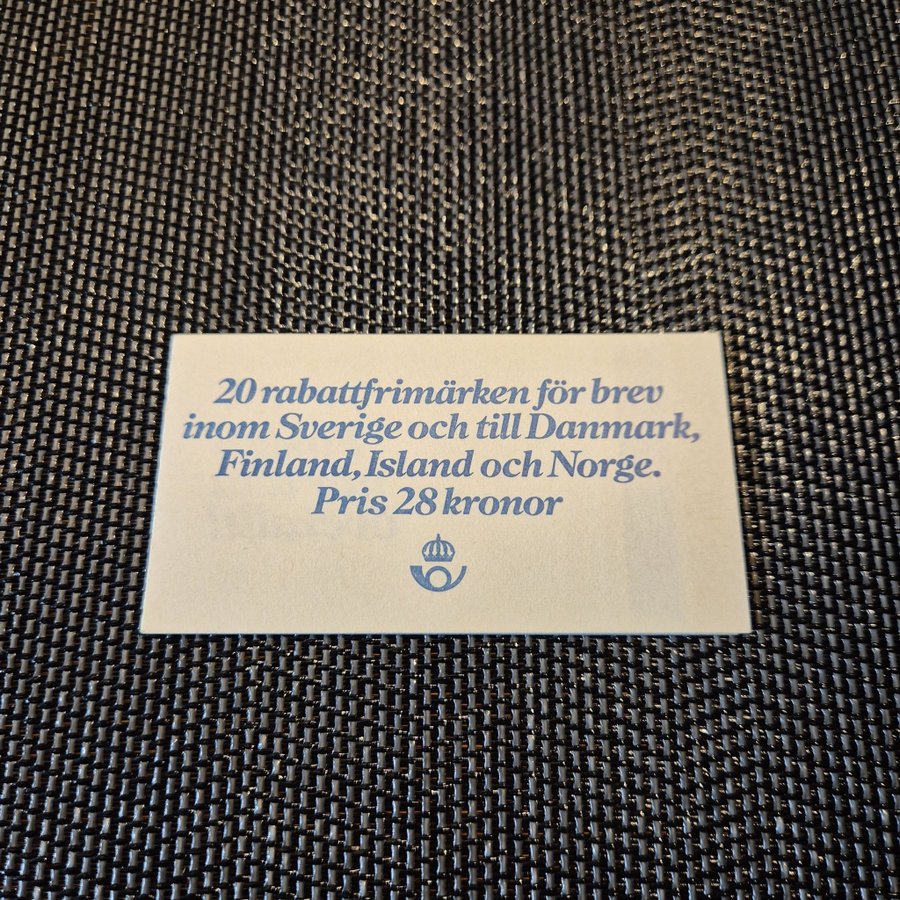 20 rabattfrimärken för brev
inom Sverige och till Danmark,
Finland, Island och Norge.
Pris 28 kronor